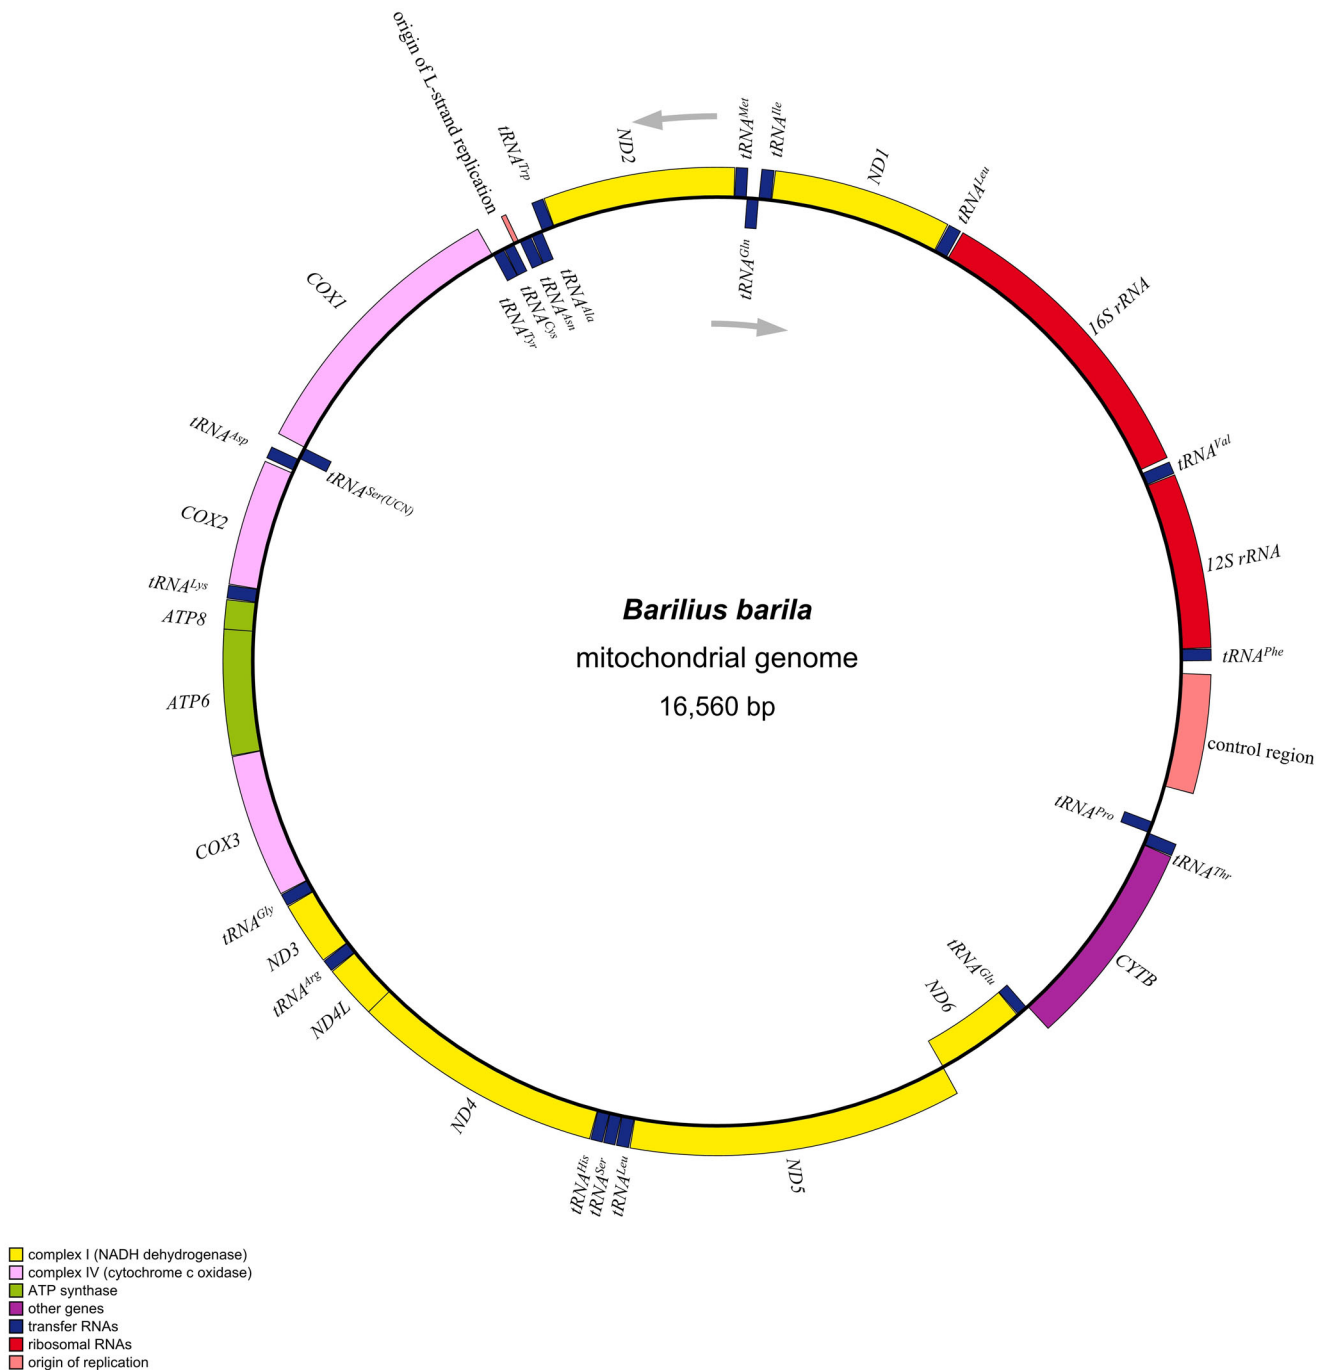 origin of L-strand replication
tRNATrp
ND2
tRNAMet
tRNAIle
ND1
tRNALeu
tRNAGln
16S rRNA
COX1
tRNAAla
tRNAAsn
tRNACys
tRNATyr
tRNAAsp
tRNASer(UCN)
tRNAVal
COX2
12S rRNA
tRNALys
ATP8
Barilius barila
mitochondrial genome
16,560 bp
tRNAPhe
ATP6
control region
tRNAPro
COX3
tRNAThr
tRNAGly
ND3
tRNAArg
ND4L
tRNAGlu
ND6
CYTB
ND4
tRNAHis
tRNASer
tRNALeu
ND5
complex I (NADH dehydrogenase)
complex IV (cytochrome c oxidase)
ATP synthase
other genes
transfer RNAs
ribosomal RNAs
origin of replication